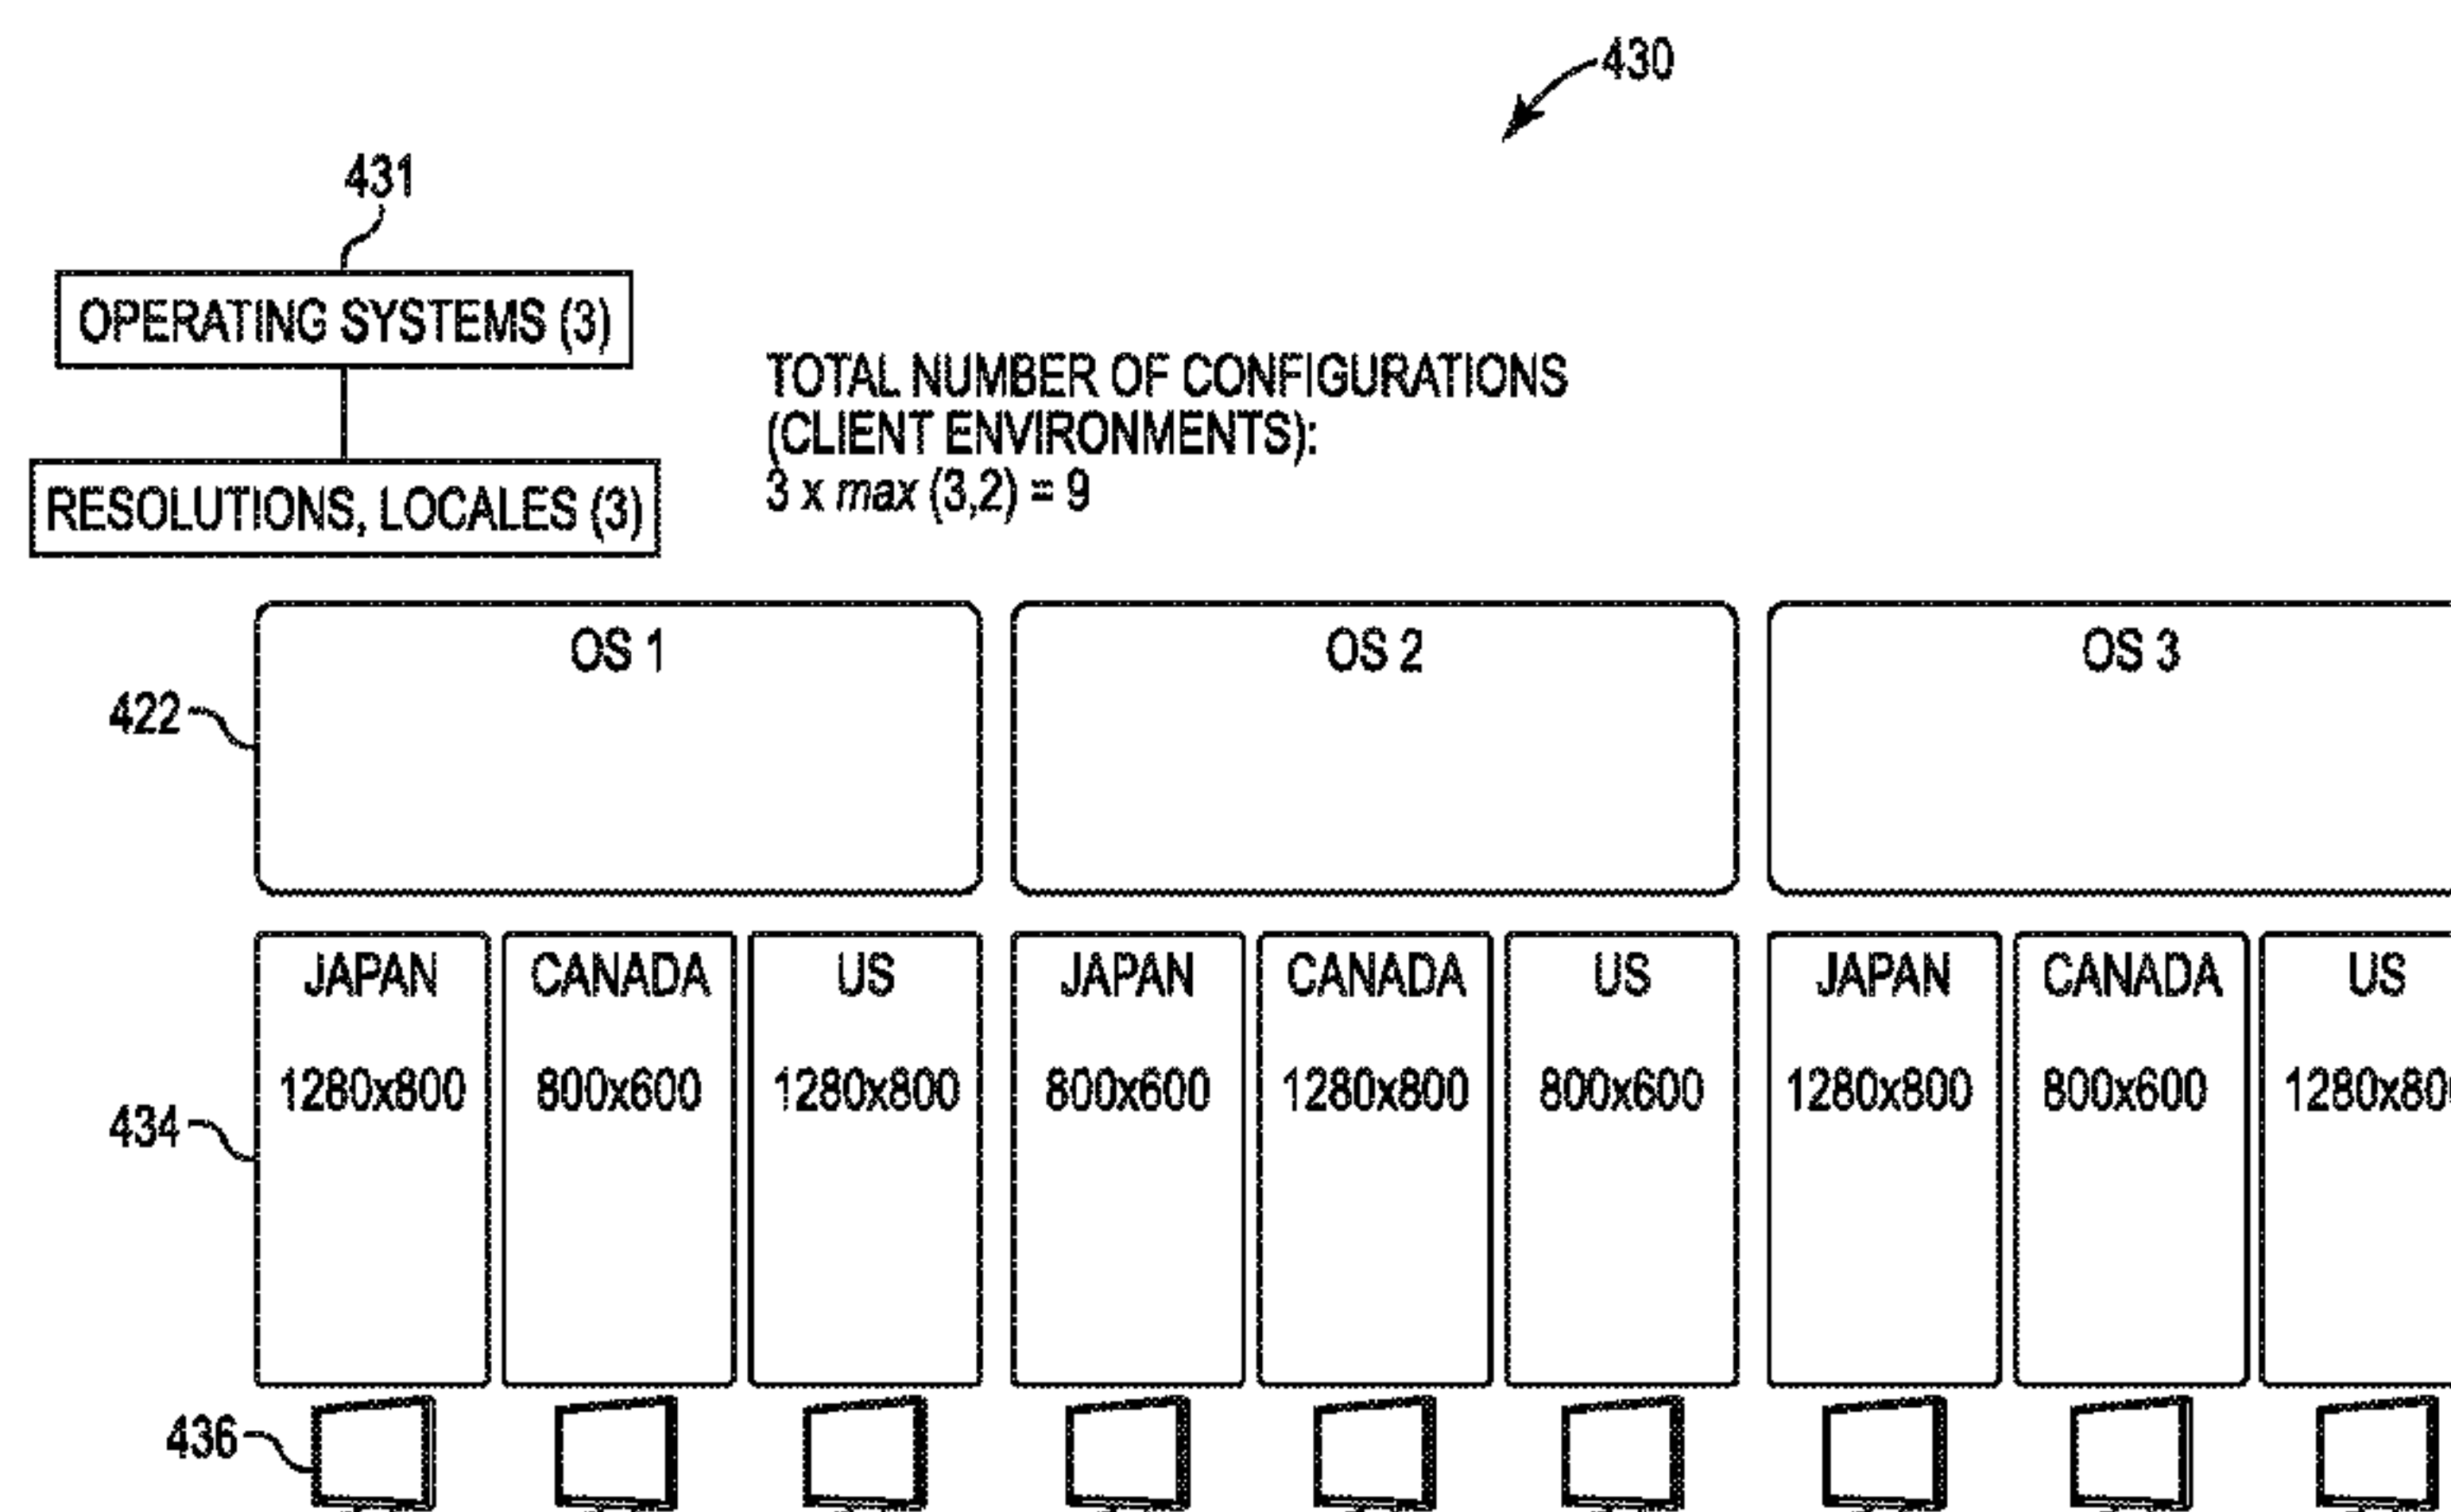 430
431
OPERATING SYSTEMS (3)
TOTAL NUMBER OF CONFIGURATIONS
(CLIENT ENVIRONMENTS):
3 x max (3,2) = 9
RESOLUTIONS, LOCALES (3)
OS 1 OS 2 OS 3
422
JAPAN CANADA US JAPAN CANADA US JAPAN CANADA US
1280x800 800x600 1280x800 800x600 1280x800 800x600 1280x800 800x600
434
436